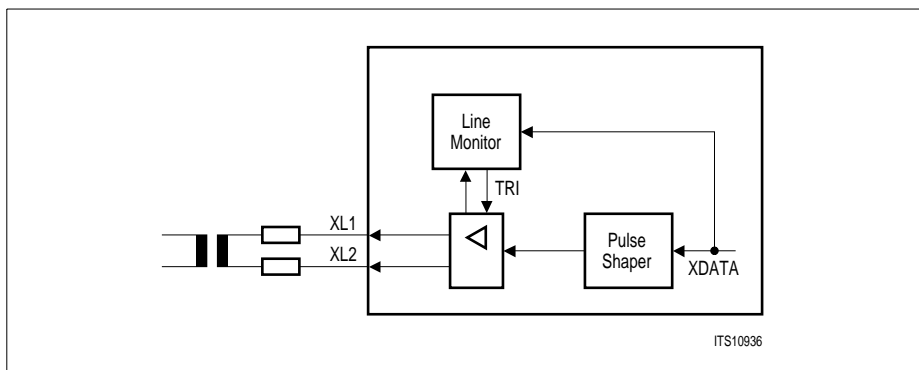 Line
Monitor
TRI
XL1
XL2
Pulse
Shaper
XDATA
ITS10936